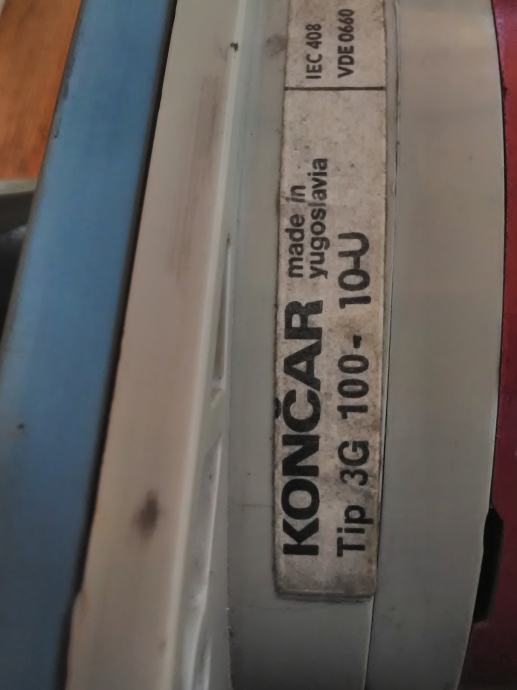 KONČAR made in
yugoslavia
Tip 3G 100- 10-U
IEC 408
VDE 0660